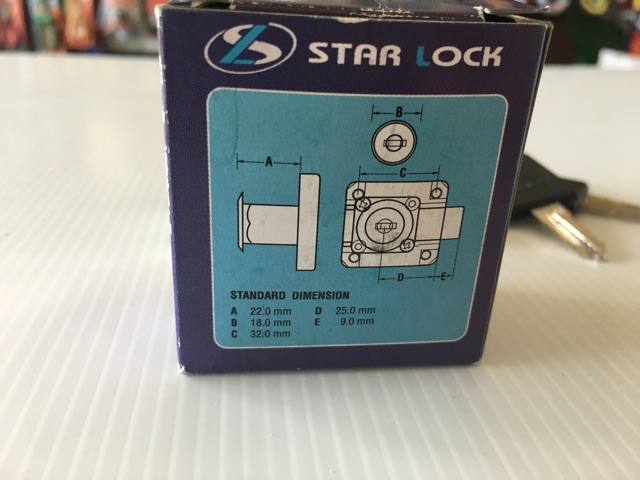 LS STAR LOCK
B
A
C
D E
STANDARD DIMENSION
A 22.0 mm D 25.0 mm
B 18.0 mm E 9.0 mm
C 32.0 mm